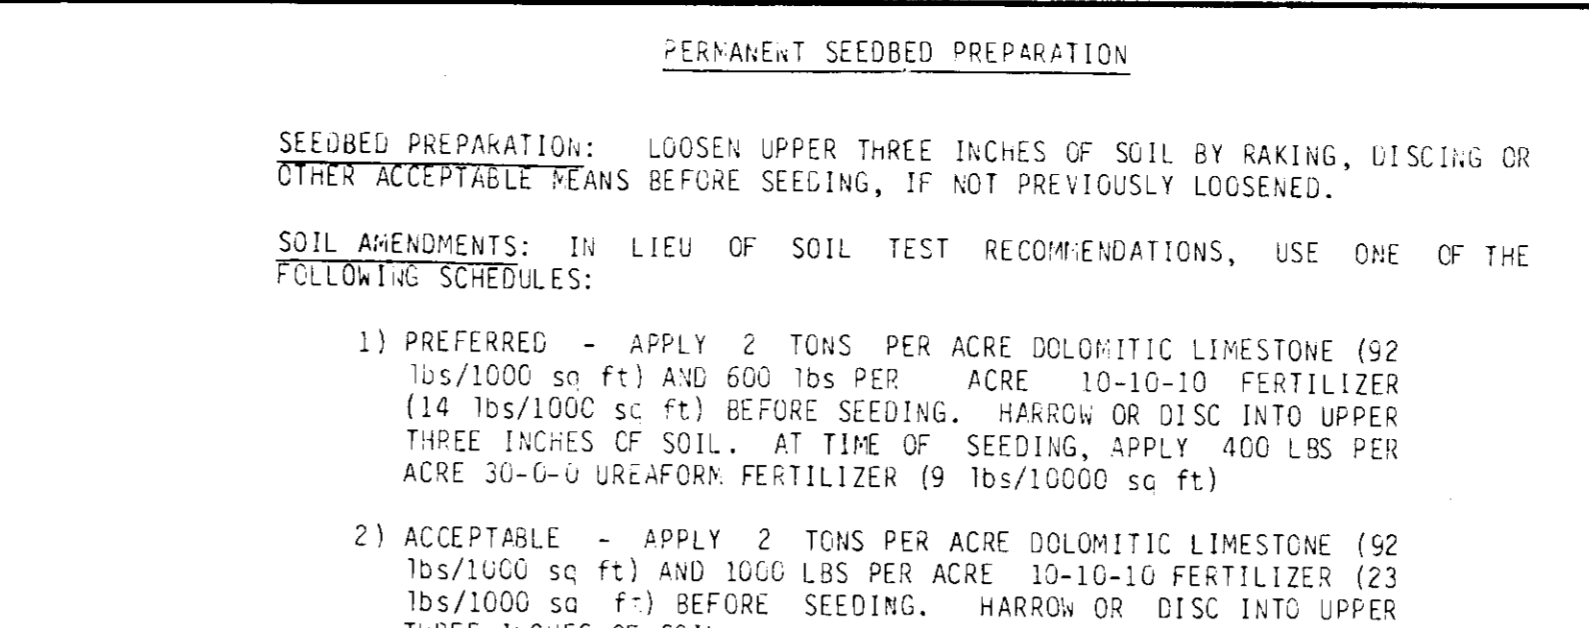 PERMANENT SEEDBED PREPARATION
SEEDBED PREPARATION: LOOSEN UPPER THREE INCHES OF SOIL BY RAKING, DISCING OR
OTHER ACCEPTABLE MEANS BEFORE SEEDING, IF NOT PREVIOUSLY LOOSENED.
SOIL AMENDMENTS: IN LIEU OF SOIL TEST RECOMMENDATIONS, USE ONE OF THE
FOLLOWING SCHEDULES:
1) PREFERRED - APPLY 2 TONS PER ACRE DOLOMITIC LIMESTONE (92
lbs/1000 sq ft) AND 600 lbs PER ACRE 10-10-10 FERTILIZER
(14 lbs/1000 sq ft) BEFORE SEEDING. HARROW OR DISC INTO UPPER
THREE INCHES OF SOIL. AT TIME OF SEEDING, APPLY 400 LBS PER
ACRE 30-0-0 UREAFORM FERTILIZER (9 lbs/10000 sq ft)
2) ACCEPTABLE - APPLY 2 TONS PER ACRE DOLOMITIC LIMESTONE (92
lbs/1000 sq ft) AND 1000 LBS PER ACRE 10-10-10 FERTILIZER (23
lbs/1000 sq ft) BEFORE SEEDING. HARROW OR DISC INTO UPPER
THREE INCHES OF SOIL